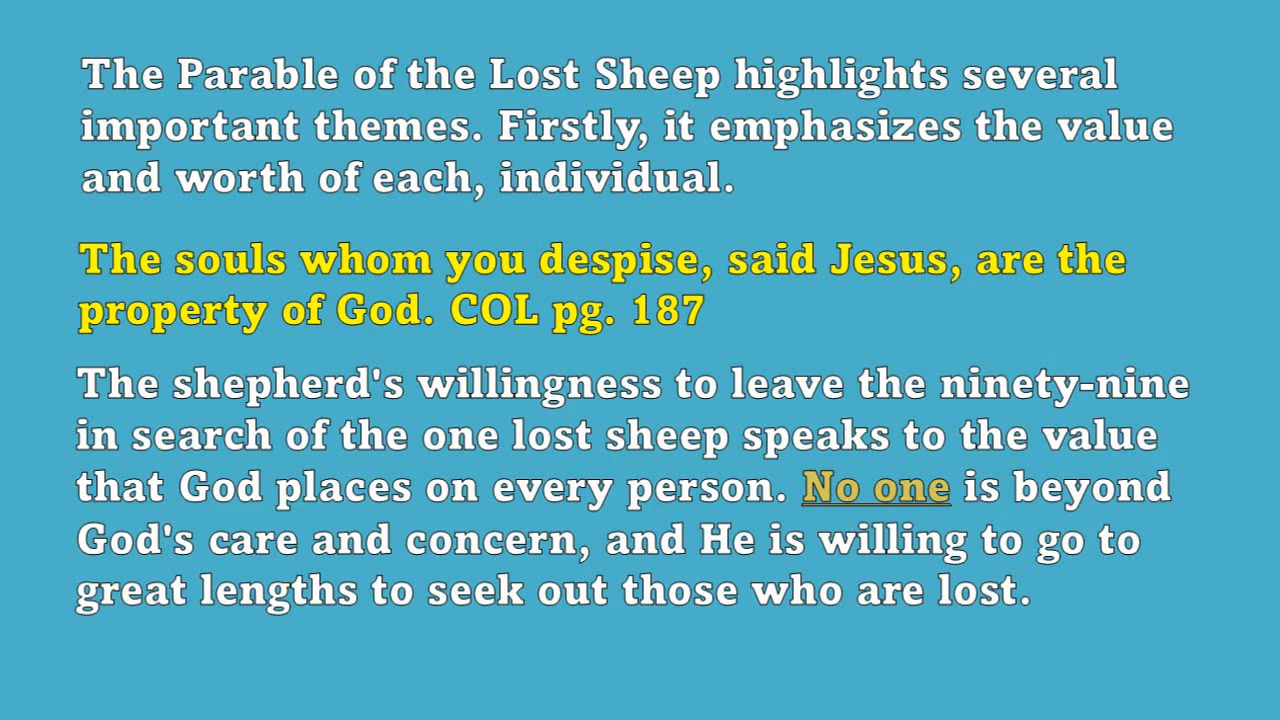 The Parable of the Lost Sheep highlights several
important themes. Firstly, it emphasizes the value
and worth of each, individual.
The souls whom you despise, said Jesus, are the
property of God. COL pg. 187
The shepherd's willingness to leave the ninety-nine
in search of the one lost sheep speaks to the value
that God places on every person. No one is beyond
God's care and concern, and He is willing to go to
great lengths to seek out those who are lost.